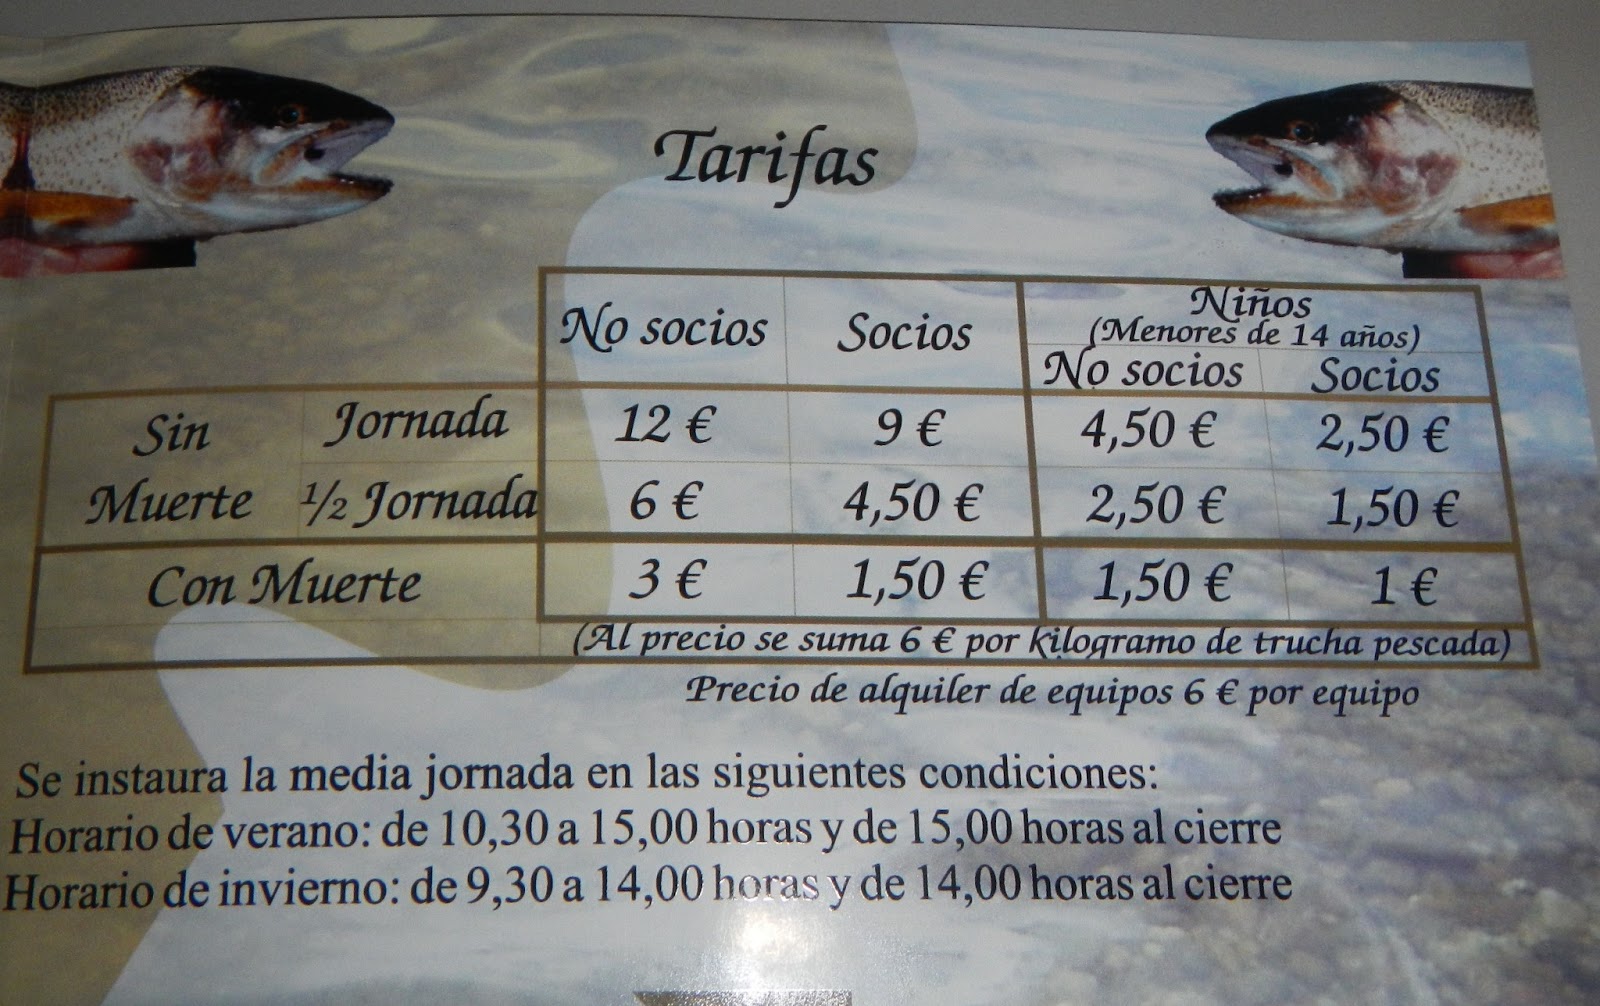 Tarifas
No socios Socios Niños
(Menores de 14 años)
No socios Socios
Sin Muerte Jornada 12 € 9 € 4,50 € 2,50 €
½ Jornada 6 € 4,50 € 2,50 € 1,50 €
Con Muerte 3 € 1,50 € 1,50 € 1 €
(Al precio se suma 6 € por kilogramo de trucha pescada)
Precio de alquiler de equipos 6 € por equipo
Se instaura la media jornada en las siguientes condiciones:
Horario de verano: de 10,30 a 15,00 horas y de 15,00 horas al cierre
Horario de invierno: de 9,30 a 14,00 horas y de 14,00 horas al cierre